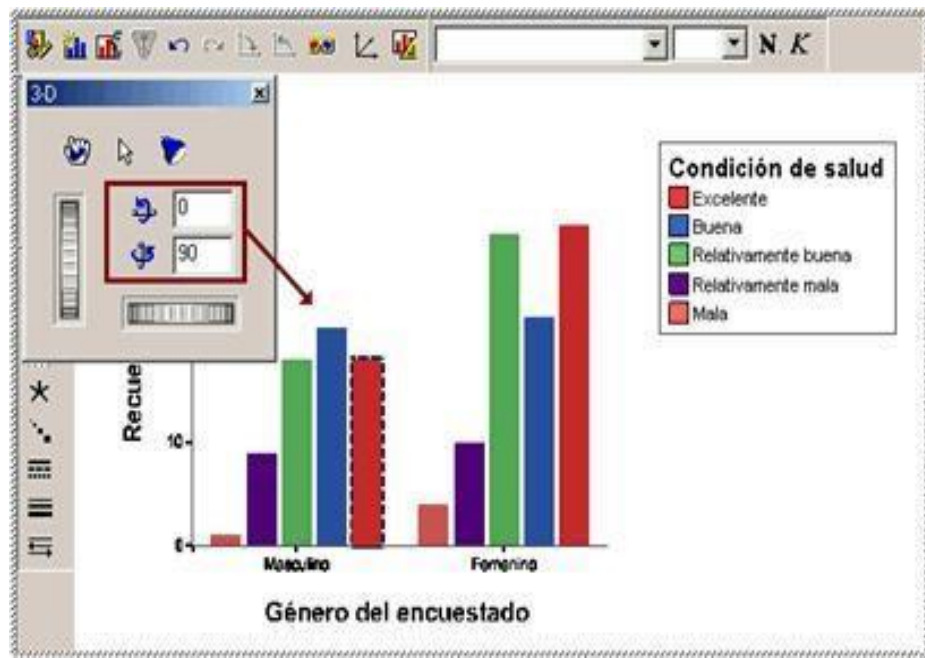 N K
3-D
0
90
Condición de salud
Excelente
Buena
Relativamente buena
Relativamente mala
Mala
Recue
10
0
Masculino
Femenino
Género del encuestado